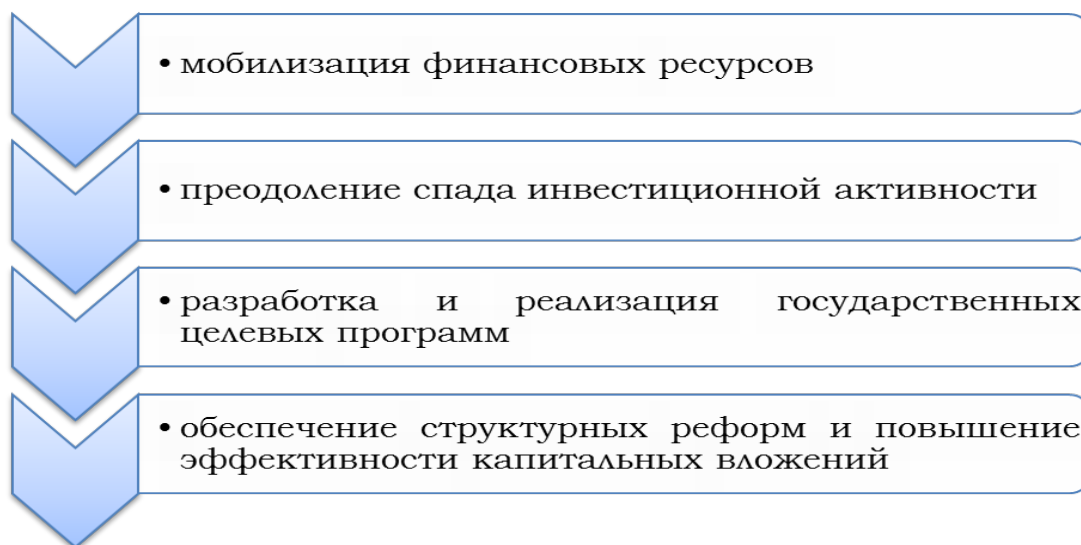 • мобилизация финансовых ресурсов
• преодоление спада инвестиционной активности
• разработка и реализация государственных
целевых программ
• обеспечение структурных реформ и повышение
эффективности капитальных вложений